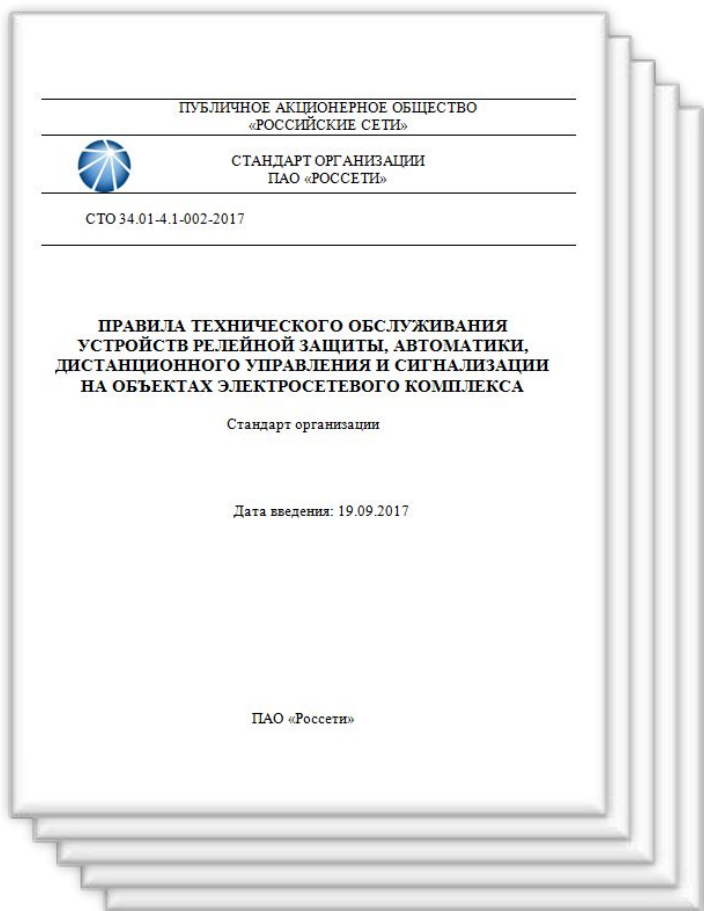 ПУБЛИЧНОЕ АКЦИОНЕРНОЕ ОБЩЕСТВО
«РОССИЙСКИЕ СЕТИ»
СТАНДАРТ ОРГАНИЗАЦИИ
ПАО «РОССЕТИ»
СТО 34.01-4.1-002-2017
ПРАВИЛА ТЕХНИЧЕСКОГО ОБСЛУЖИВАНИЯ
УСТРОЙСТВ РЕЛЕЙНОЙ ЗАЩИТЫ, АВТОМАТИКИ,
ДИСТАНЦИОННОГО УПРАВЛЕНИЯ И СИГНАЛИЗАЦИИ
НА ОБЪЕКТАХ ЭЛЕКТРОСЕТЕВОГО КОМПЛЕКСА
Стандарт организации
Дата введения: 19.09.2017
ПАО «Россети»